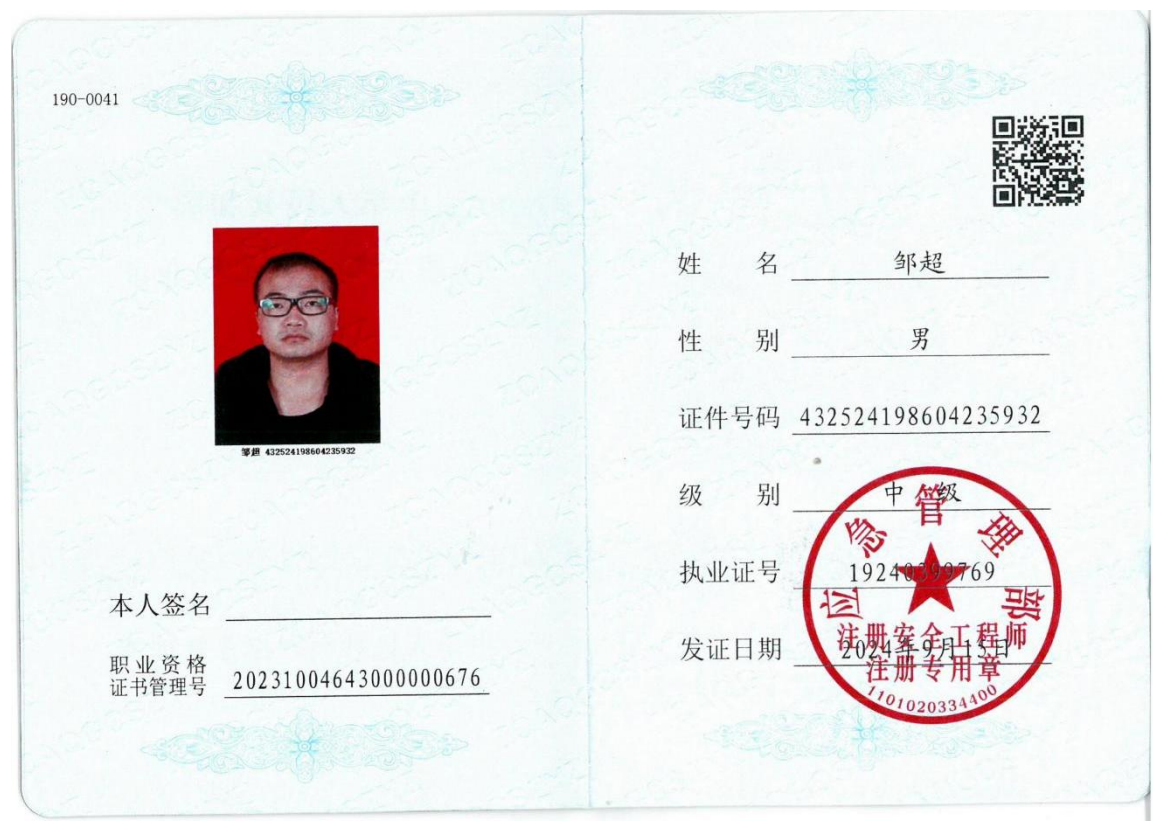 190-0041
邹超 432524198604235932
本人签名
职业资格
证书管理号 20231004643000000676
姓 名 邹超
性 别 男
证件号码 432524198604235932
级 别 中 级
执业证号 19240399769
发证日期 2024年9月13日
应急管理部
注册安全工程师
注册专用章
1101020334400